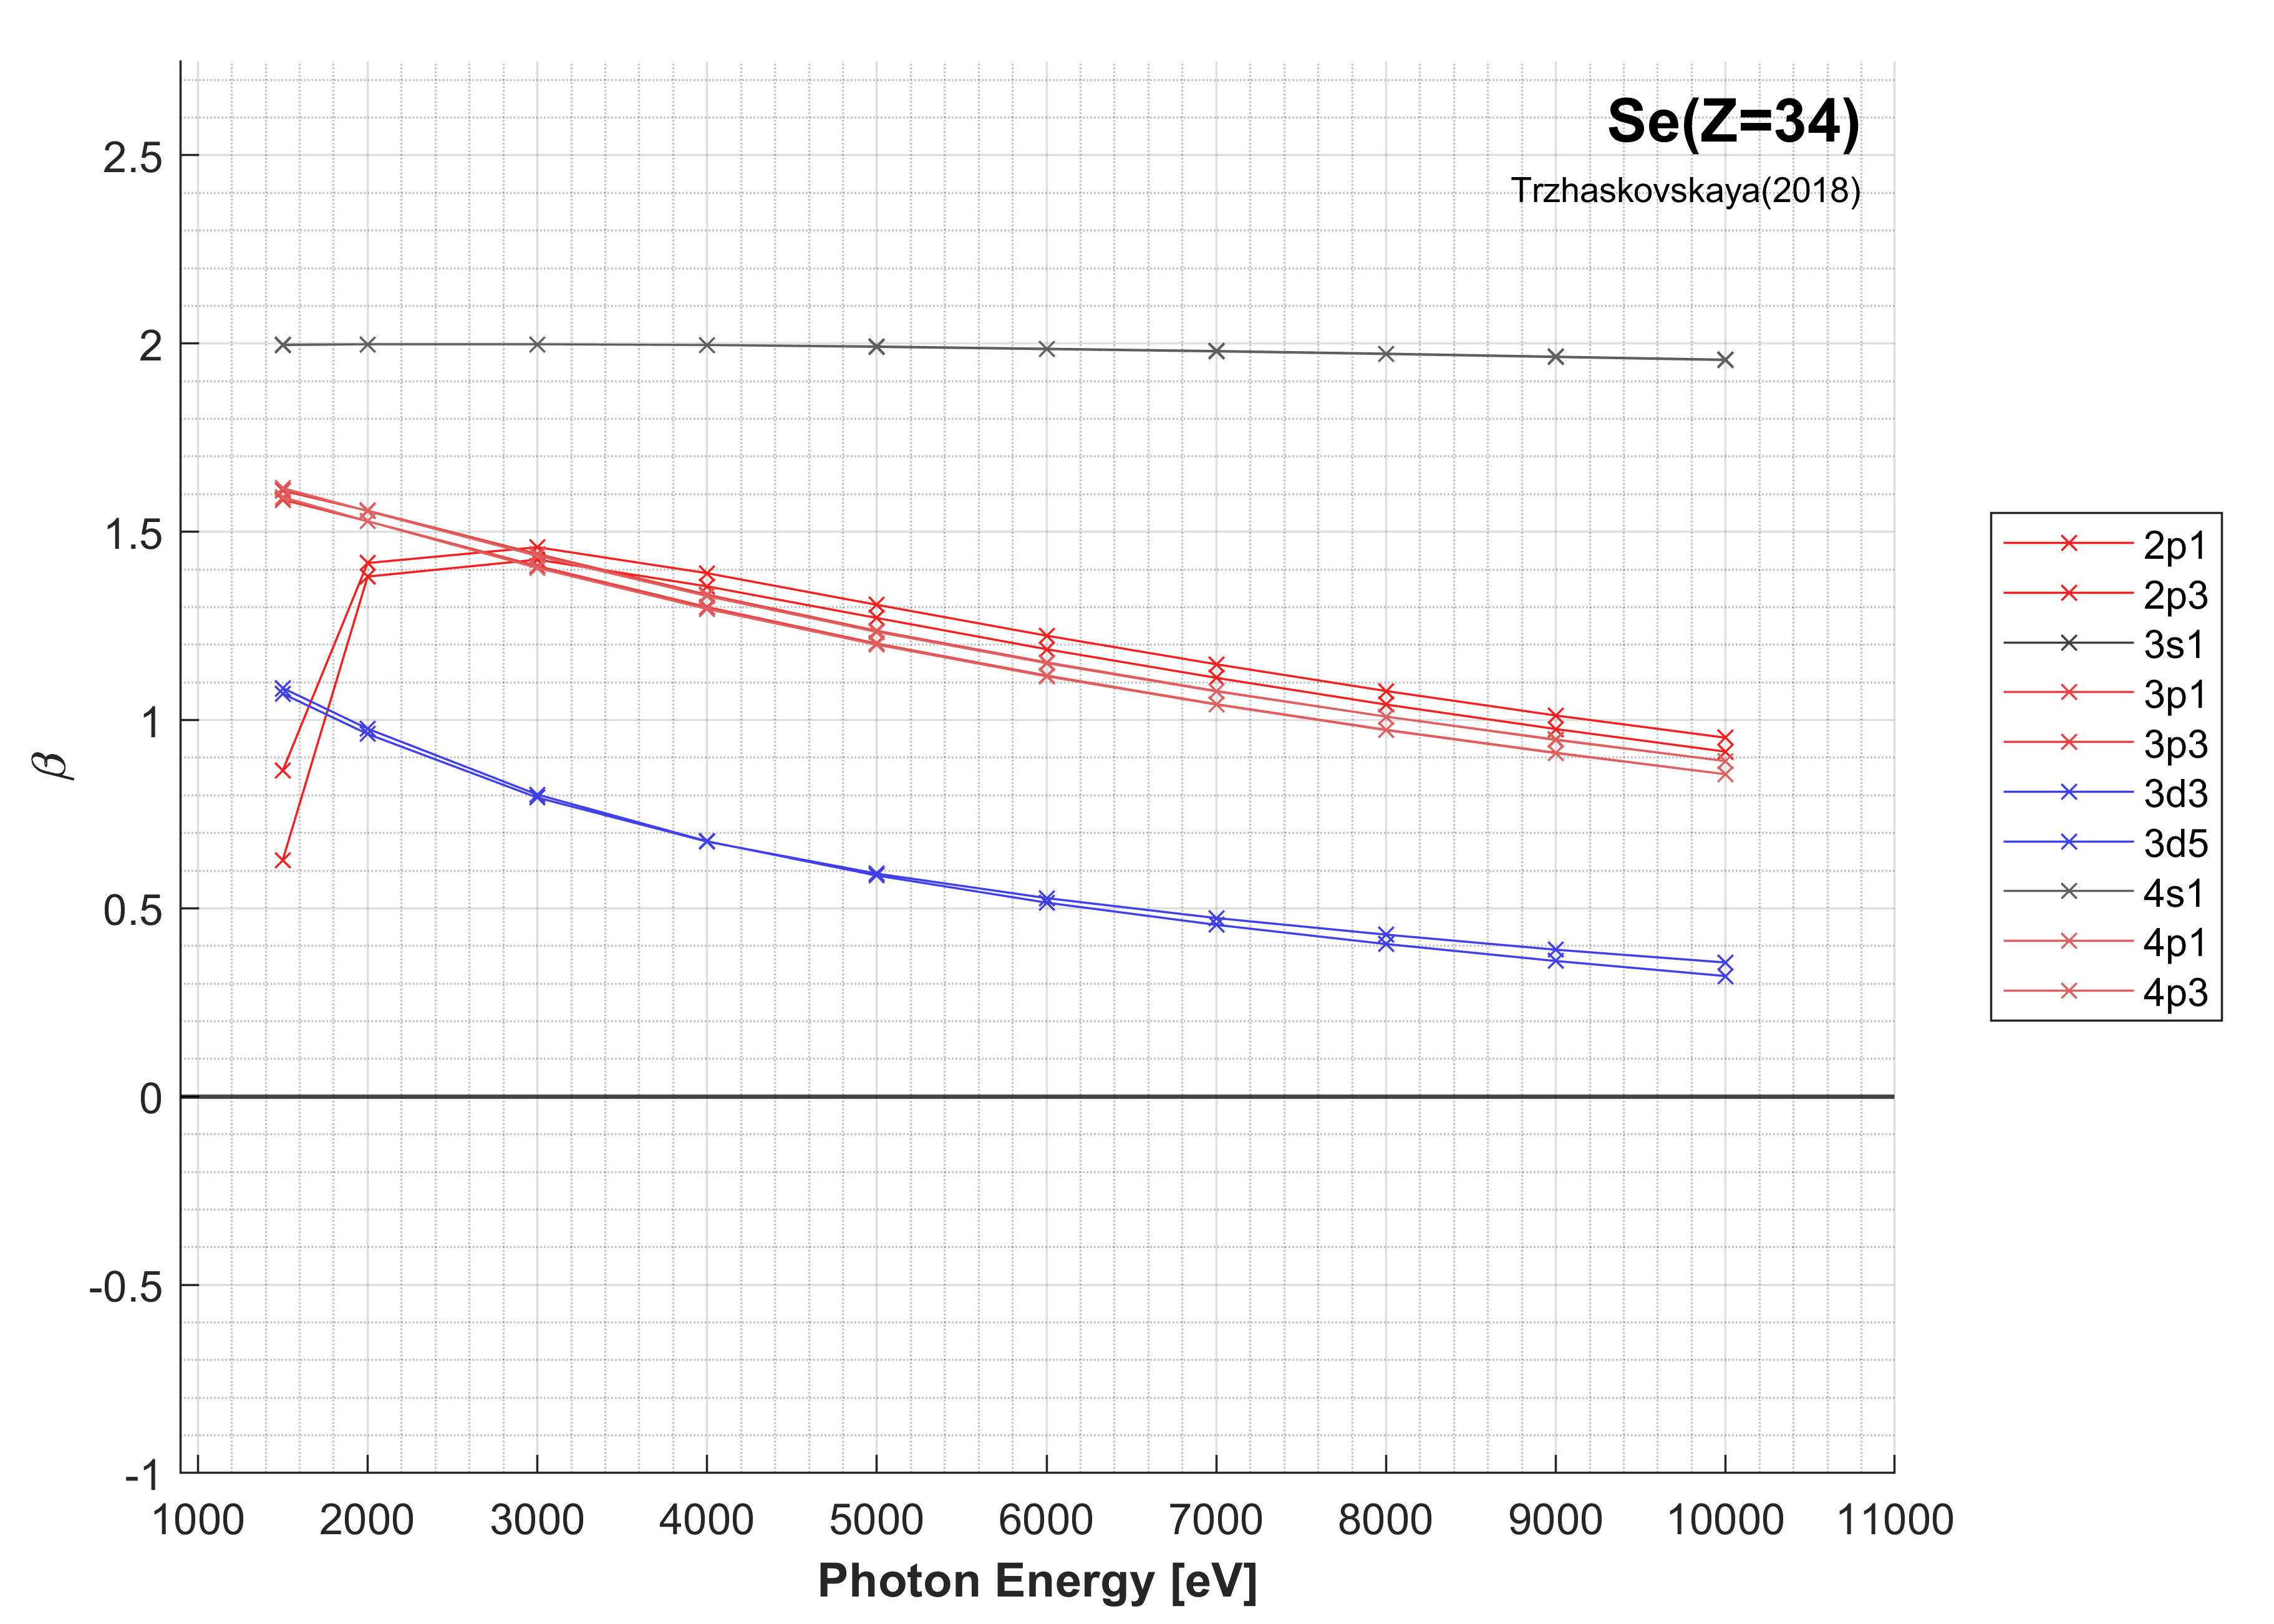 Se(Z=34)
Trzhaskovskaya(2018)
2.5
2
1.5
1
0.5
0
-0.5
-1
β
1000 2000 3000 4000 5000 6000 7000 8000 9000 10000 11000
Photon Energy [eV]
2p1
2p3
3s1
3p1
3p3
3d3
3d5
4s1
4p1
4p3